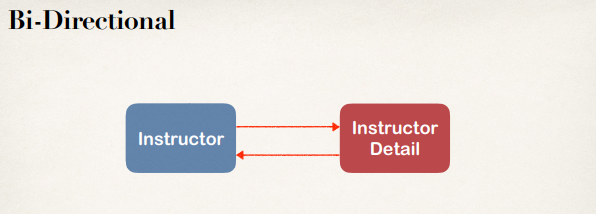 Bi-Directional
Instructor
Instructor
Detail